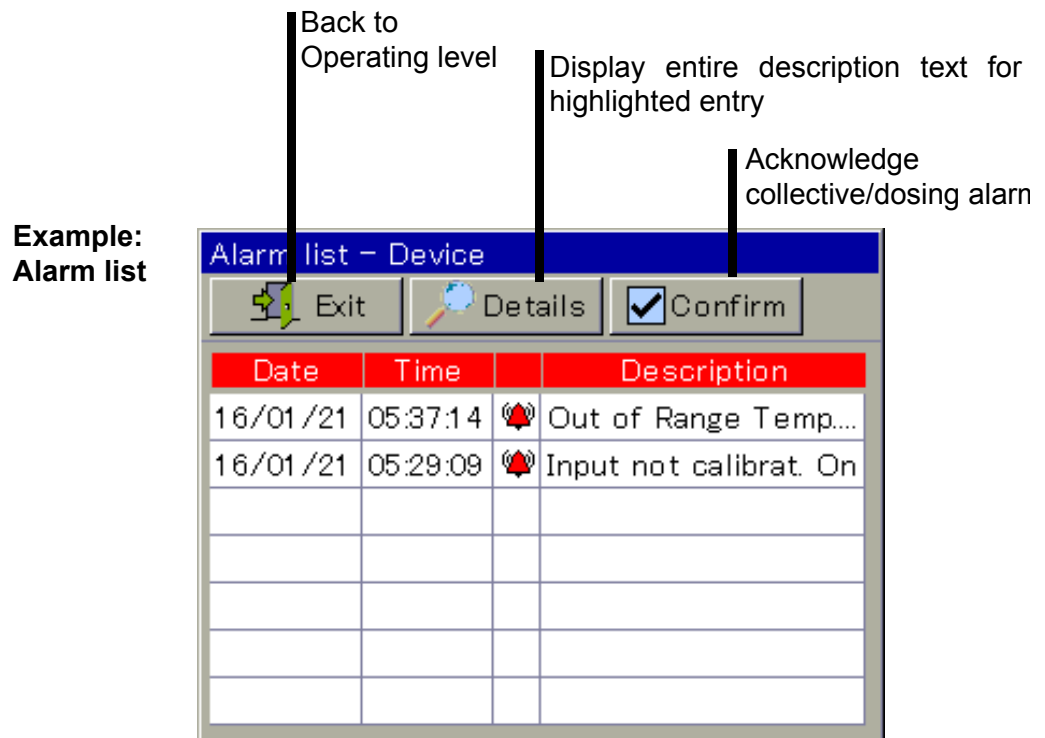 Back to
Operating level
Display entire description text for
highlighted entry
Acknowledge
collective/dosing alarm
Example:
Alarm list
Alarm list - Device
Exit
Details
Confirm
Date Time Description
16/01/21 05:37:14 Out of Range Temp....
16/01/21 05:29:09 Input not calibrat. On